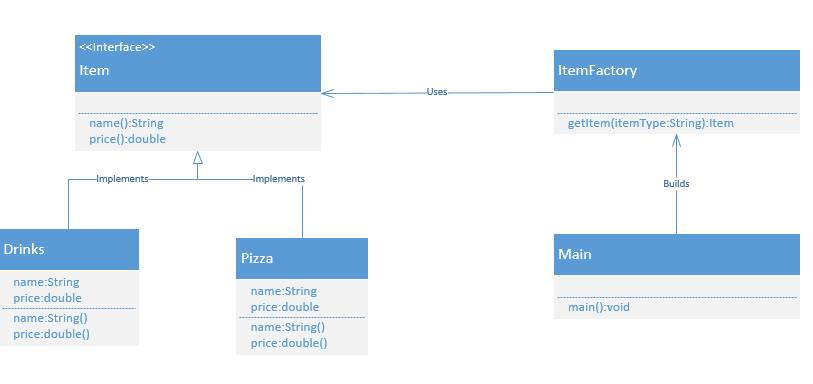 <<Interface>>
Item
name():String
price():double
Uses
ItemFactory
getItem(itemType:String):Item
Implements
Implements
Builds
Drinks
name:String
price:double
name:String()
price:double()
Pizza
name:String
price:double
name:String()
price:double()
Main
main():void